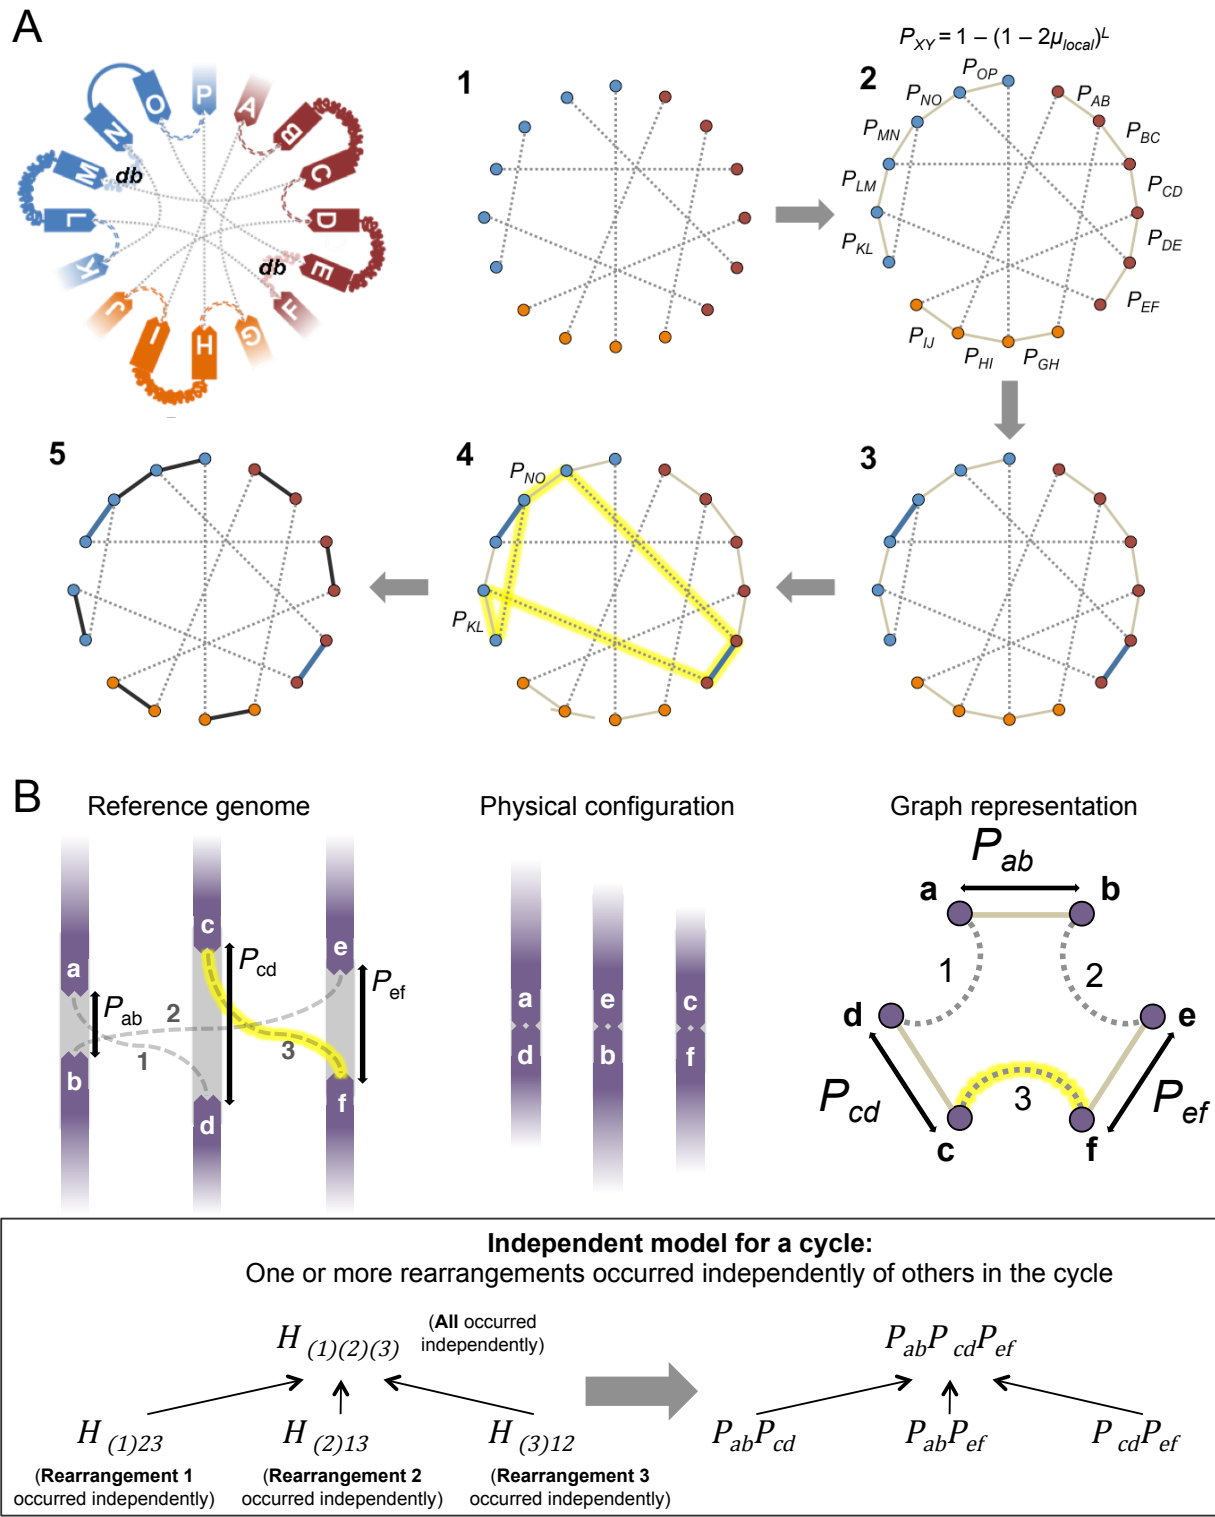 A
P_XY = 1 – (1 – 2μ_local)^L
1
2
P
A
O
B
N
C
M
db
L
D
K
db
E
J
F
I
H
G
P_OP
P_NO
P_AB
P_MN
P_BC
P_LM
P_CD
P_KL
P_DE
P_EF
P_IJ
P_HI
P_GH
5
4
3
P_NO
P_KL
B
Reference genome
Physical configuration
Graph representation
a
b
c
d
e
f
P_ab
P_cd
P_ef
1
2
3
a
d
e
b
c
f
P_ab
a
b
1
2
d
e
P_cd
3
P_ef
c
f
Independent model for a cycle:
One or more rearrangements occurred independently of others in the cycle
H_(1)(2)(3)
(All occurred
independently)
P_ab P_cd P_ef
H_(1)23
H_(2)13
H_(3)12
P_ab P_cd
P_ab P_ef
P_cd P_ef
(Rearrangement 1
occurred independently)
(Rearrangement 2
occurred independently)
(Rearrangement 3
occurred independently)